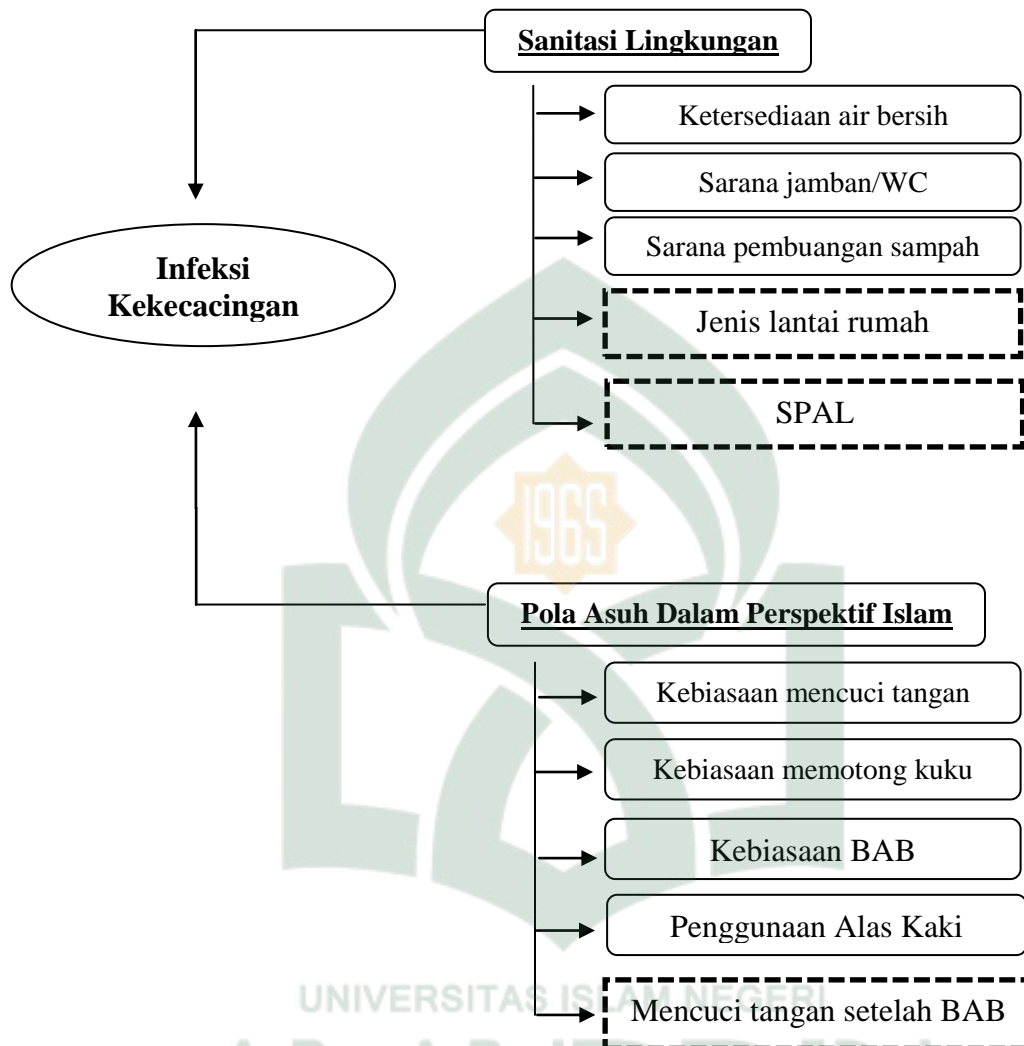 Sanitasi Lingkungan
Ketersediaan air bersih
Sarana jamban/WC
Sarana pembuangan sampah
Infeksi
Kekecacingan
Jenis lantai rumah
SPAL
1965
Pola Asuh Dalam Perspektif Islam
Kebiasaan mencuci tangan
Kebiasaan memotong kuku
Kebiasaan BAB
Penggunaan Alas Kaki
UNIVERSITAS ISLAM NEGERI
Mencuci tangan setelah BAB